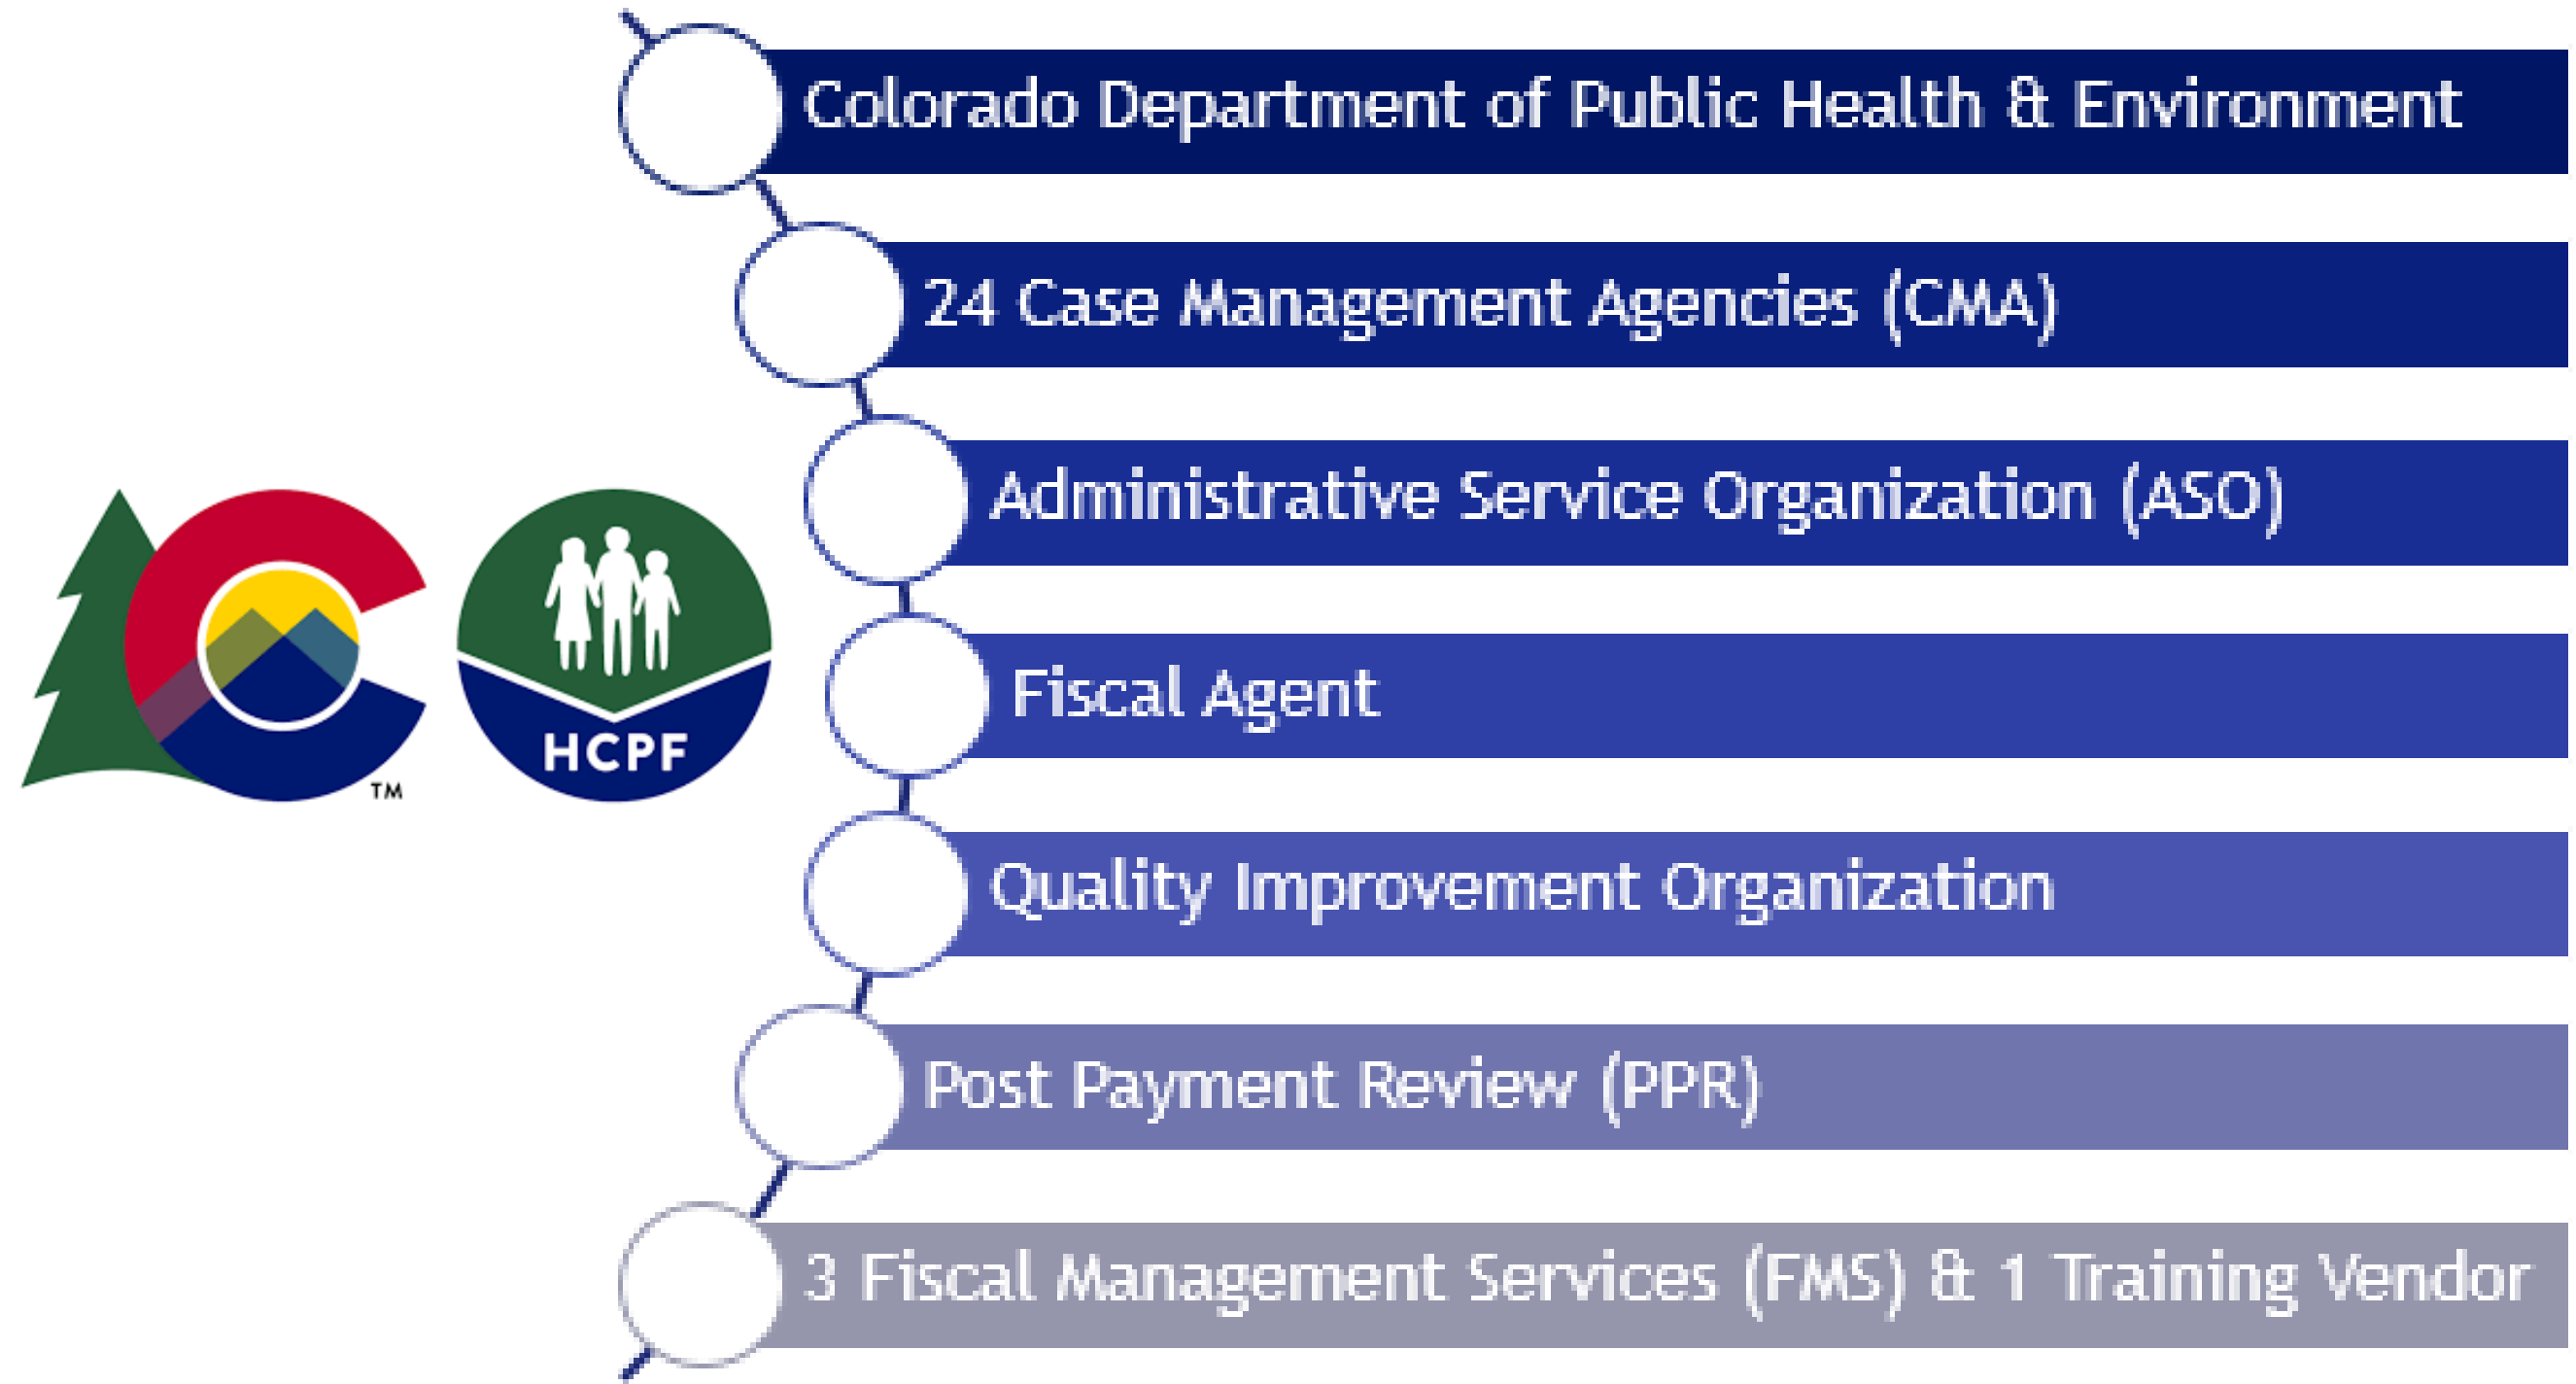 Colorado Department of Public Health & Environment
24 Case Management Agencies (CMA)
Administrative Service Organization (ASO)
Fiscal Agent
HCPF
TM
Quality Improvement Organization
Post Payment Review (PPR)
3 Fiscal Management Services (FMS) & 1 Training Vendor